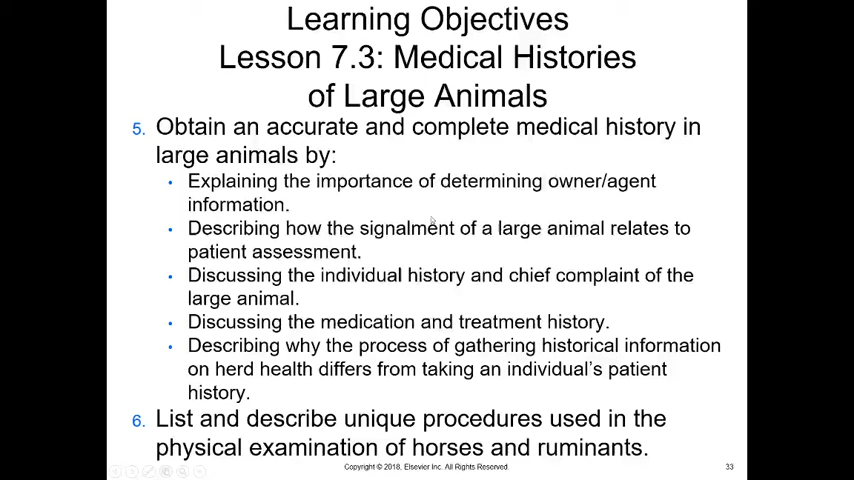 Learning Objectives
Lesson 7.3: Medical Histories
of Large Animals
5. Obtain an accurate and complete medical history in
large animals by:
• Explaining the importance of determining owner/agent
information.
• Describing how the signalment of a large animal relates to
patient assessment.
• Discussing the individual history and chief complaint of the
large animal.
• Discussing the medication and treatment history.
• Describing why the process of gathering historical information
on herd health differs from taking an individual's patient
history.
6. List and describe unique procedures used in the
physical examination of horses and ruminants.
Copyright © 2018, Elsevier Inc. All Rights Reserved.
33